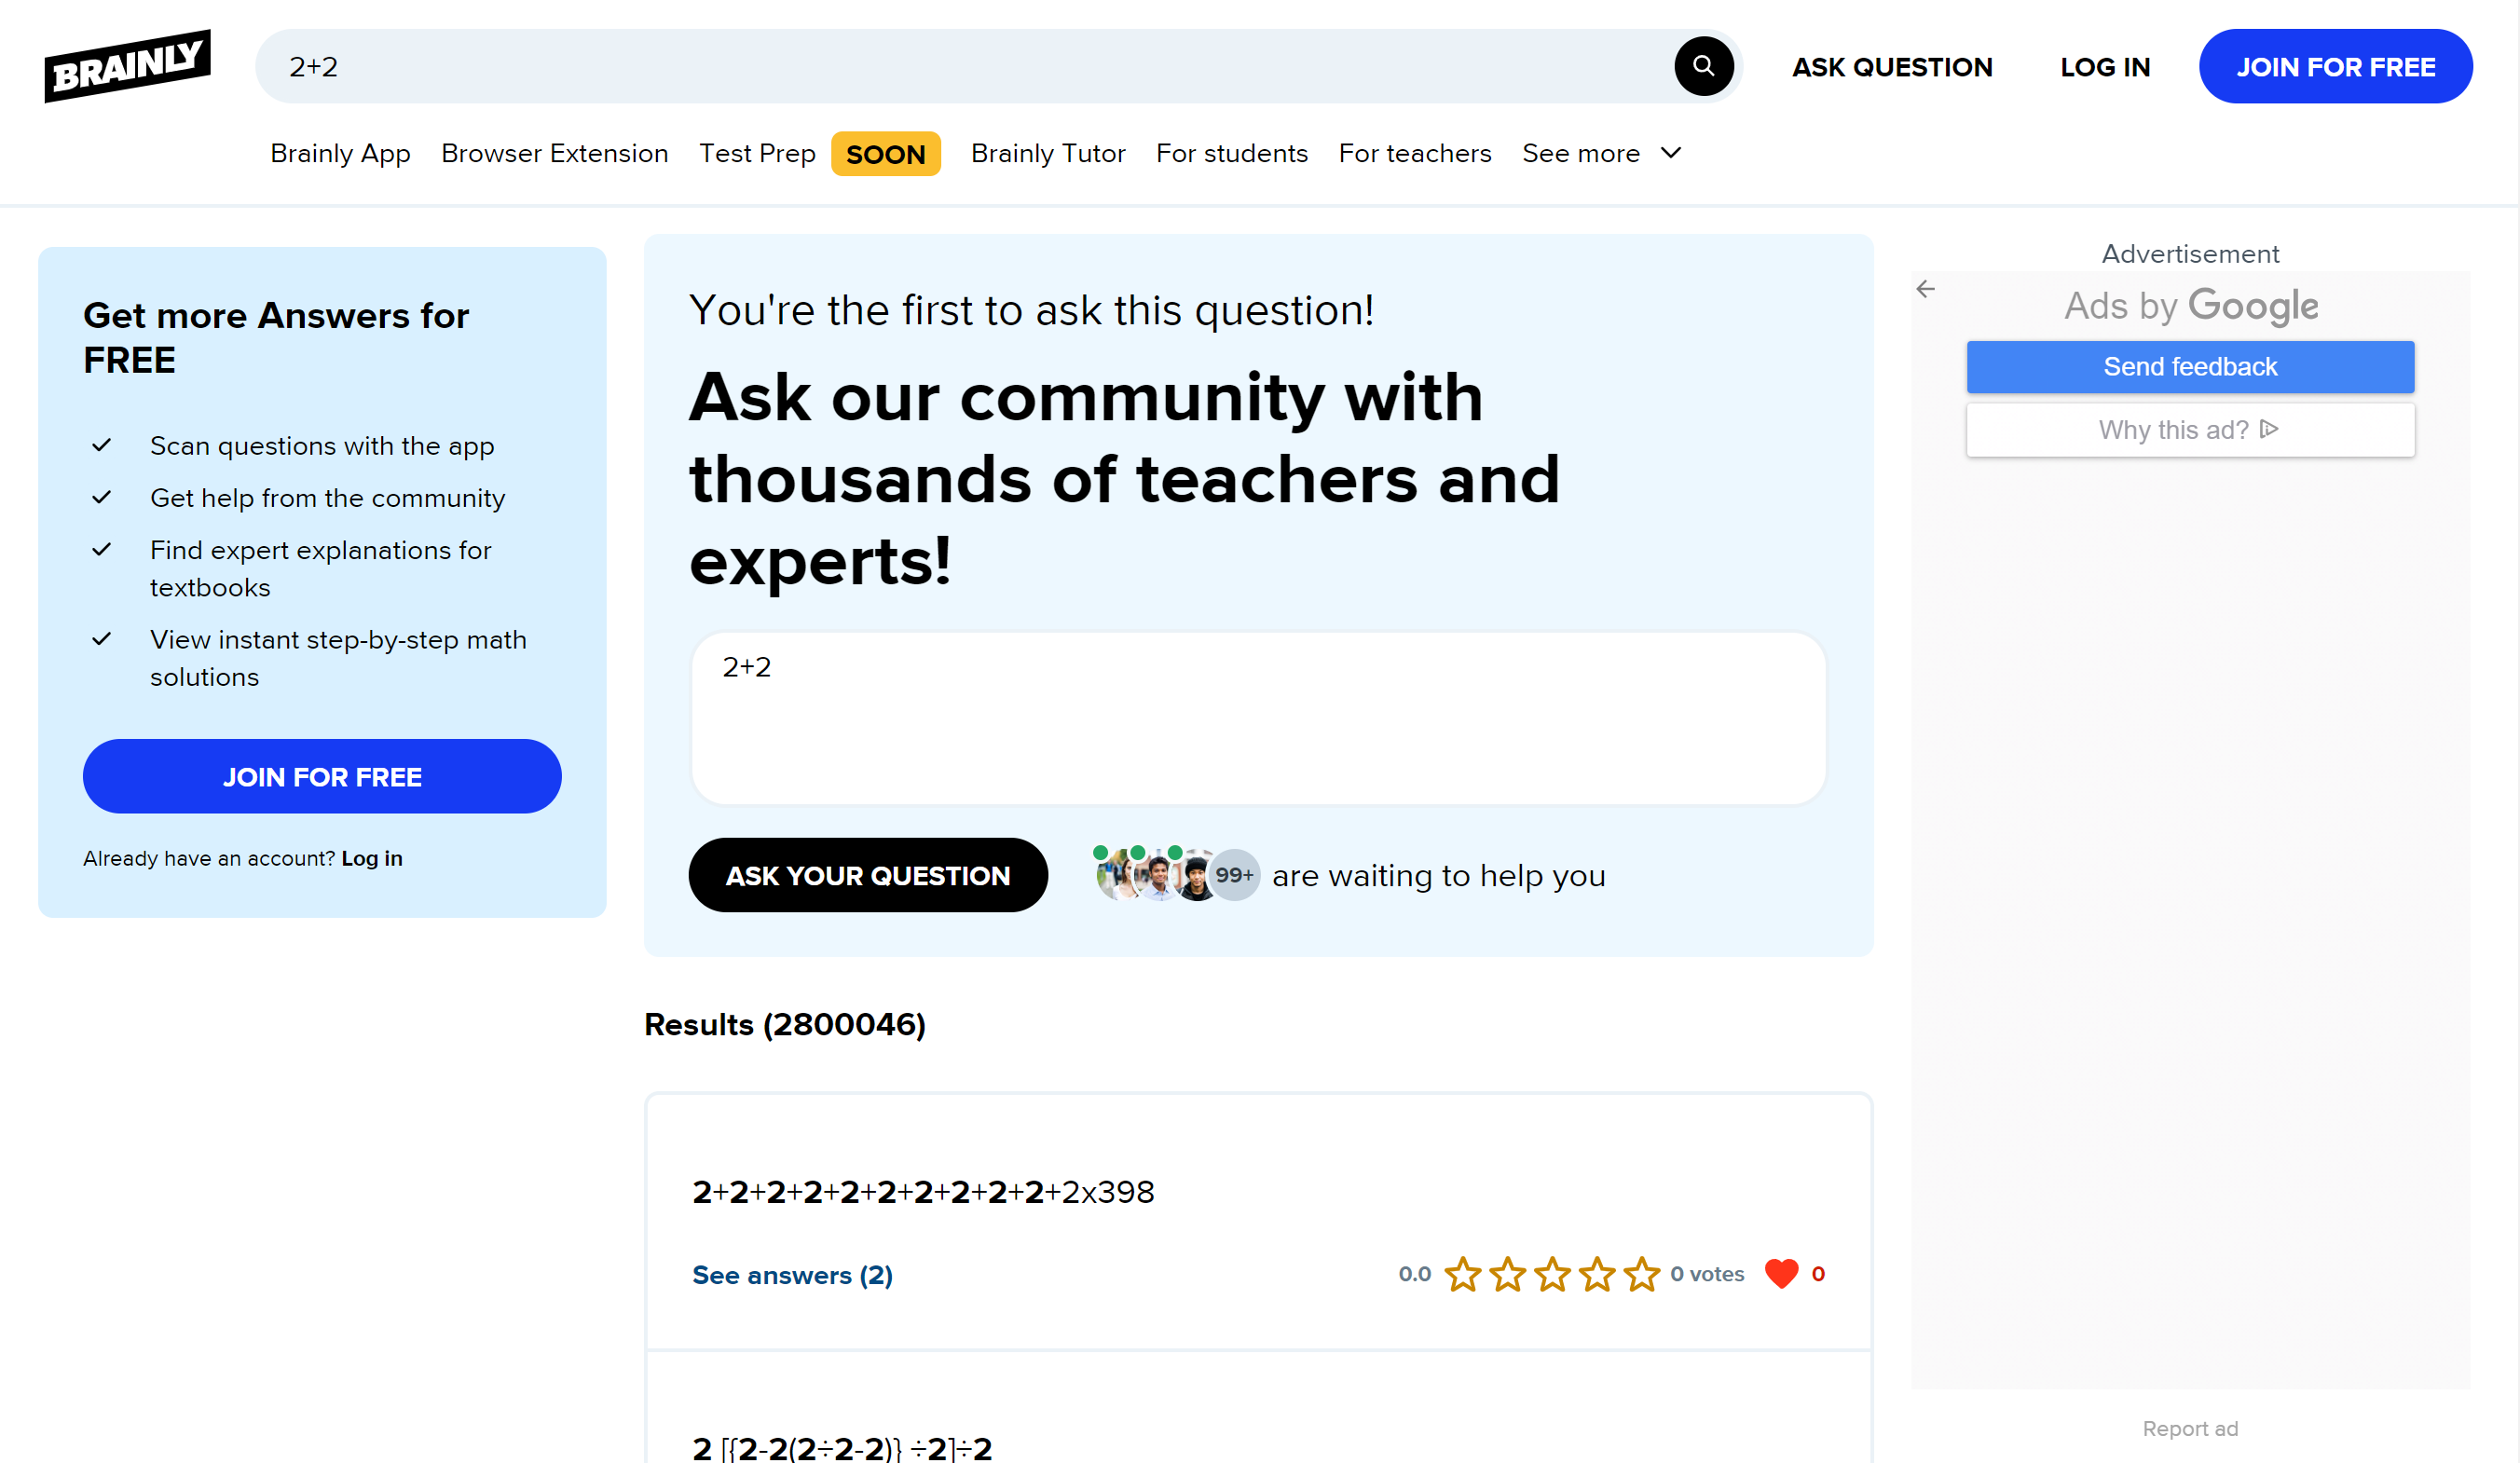 BRAINLY
2+2
ASK QUESTION
LOG IN
JOIN FOR FREE
Brainly App
Browser Extension
Test Prep
SOON
Brainly Tutor
For students
For teachers
See more
Get more Answers for
FREE
Scan questions with the app
Get help from the community
Find expert explanations for
textbooks
View instant step-by-step math
solutions
JOIN FOR FREE
Already have an account? Log in
You're the first to ask this question!
Ask our community with
thousands of teachers and
experts!
2+2
ASK YOUR QUESTION
99+
are waiting to help you
Results (2800046)
2+2+2+2+2+2+2+2+2+2+2x398
See answers (2)
0.0
0 votes
0
2 [{2-2(2÷2-2)} ÷2]÷2
Advertisement
Ads by Google
Send feedback
Why this ad?
Report ad